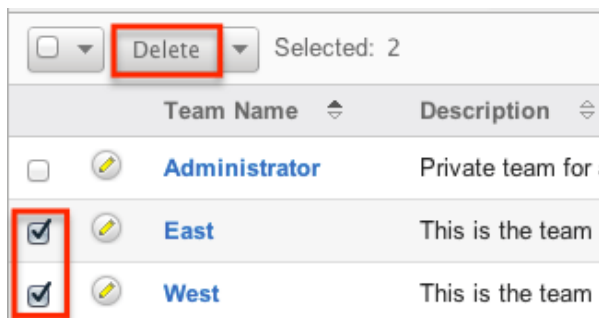 Delete Selected: 2
Team Name Description
Administrator Private team for
East This is the team
West This is the team